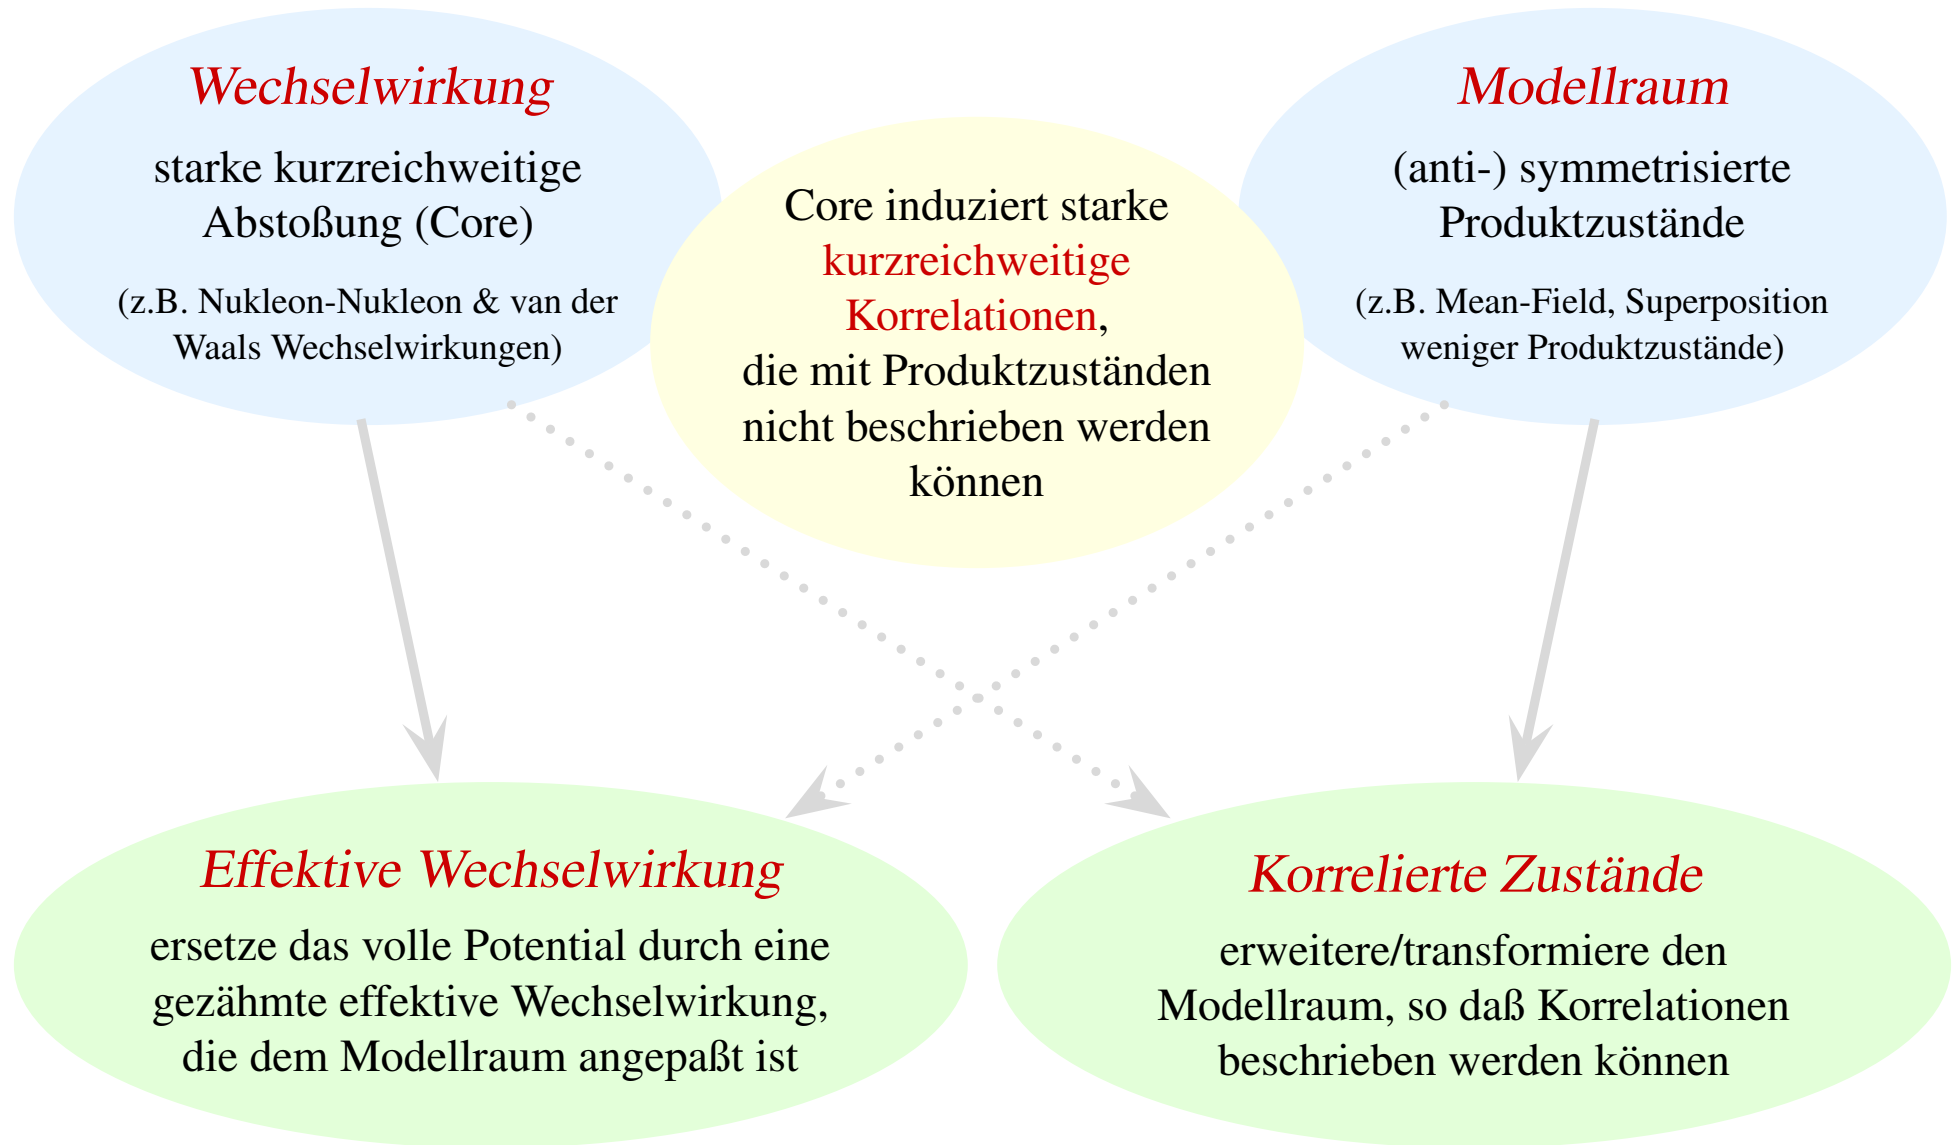 Wechselwirkung
starke kurzreichweitige
Abstoßung (Core)
(z.B. Nukleon-Nukleon & van der
Waals Wechselwirkungen)
Core induziert starke
kurzreichweitige
Korrelationen,
die mit Produktzuständen
nicht beschrieben werden
können
Modellraum
(anti-) symmetrisierte
Produktzustände
(z.B. Mean-Field, Superposition
weniger Produktzustände)
Effektive Wechselwirkung
ersetze das volle Potential durch eine
gezähmte effektive Wechselwirkung,
die dem Modellraum angepaßt ist
Korrelierte Zustände
erweitere/transformiere den
Modellraum, so daß Korrelationen
beschrieben werden können